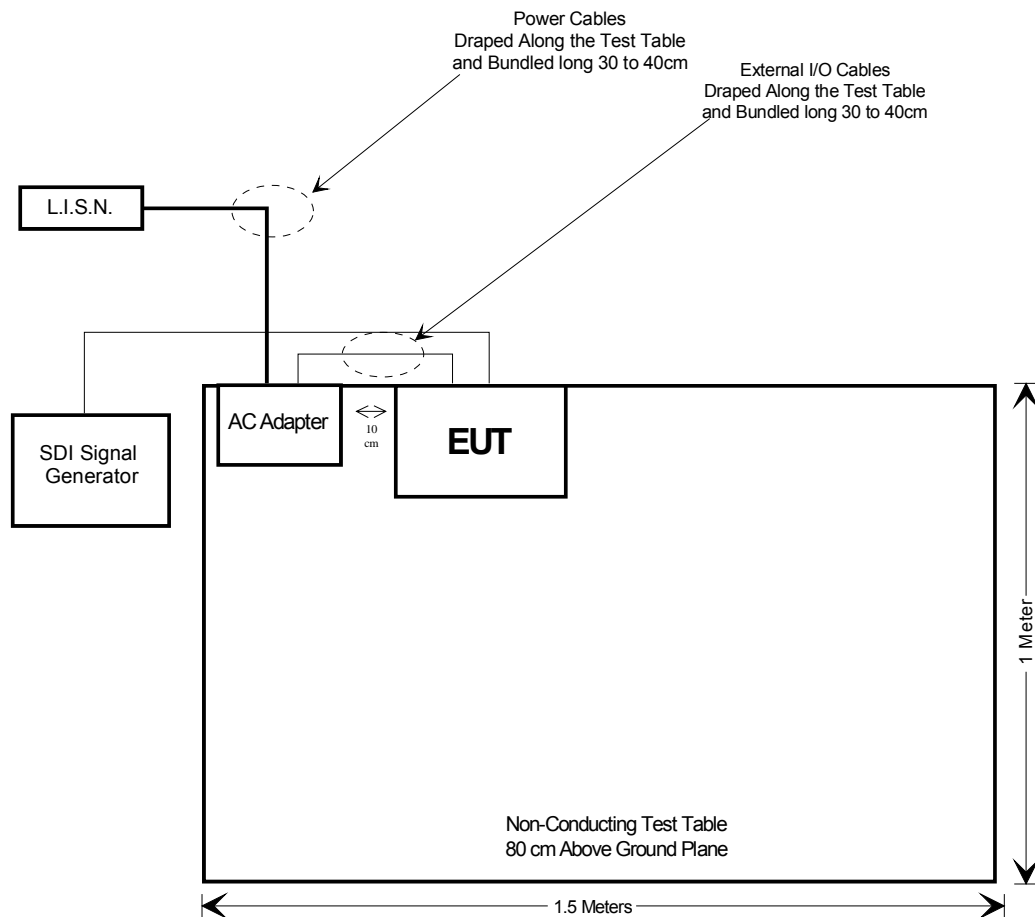 Power Cables
Draped Along the Test Table
and Bundled long 30 to 40cm
External I/O Cables
Draped Along the Test Table
and Bundled long 30 to 40cm
L.I.S.N.
AC Adapter
10
cm
EUT
SDI Signal
Generator
1 Meter
Non-Conducting Test Table
80 cm Above Ground Plane
1.5 Meters